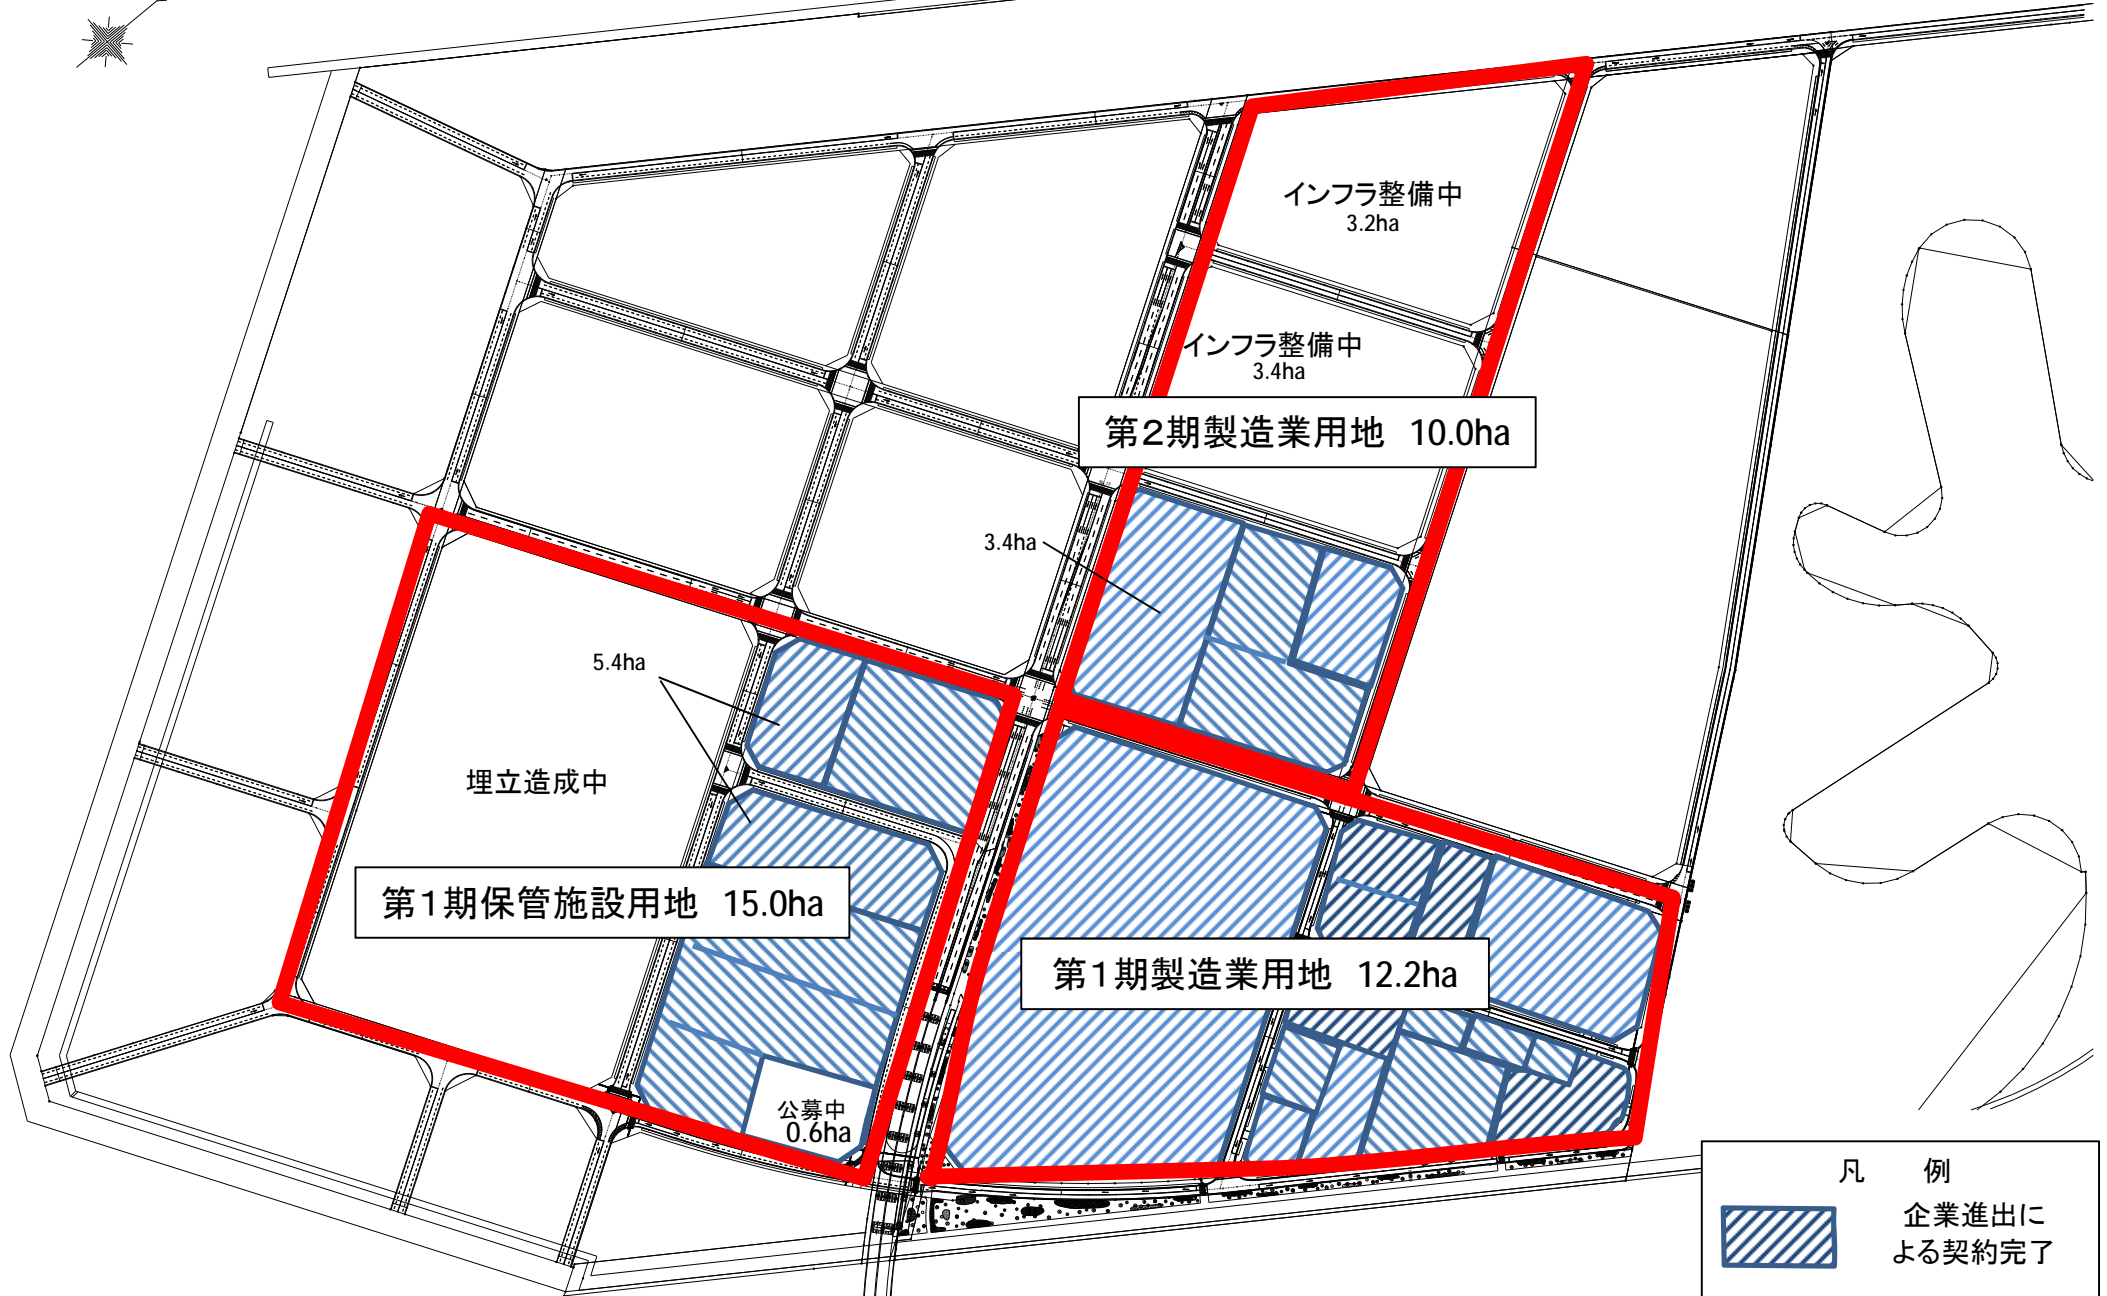 インフラ整備中
3.2ha
インフラ整備中
3.4ha
第2期製造業用地 10.0ha
3.4ha
5.4ha
埋立造成中
第1期保管施設用地 15.0ha
第1期製造業用地 12.2ha
公募中
0.6ha
凡 例
企業進出に
よる契約完了